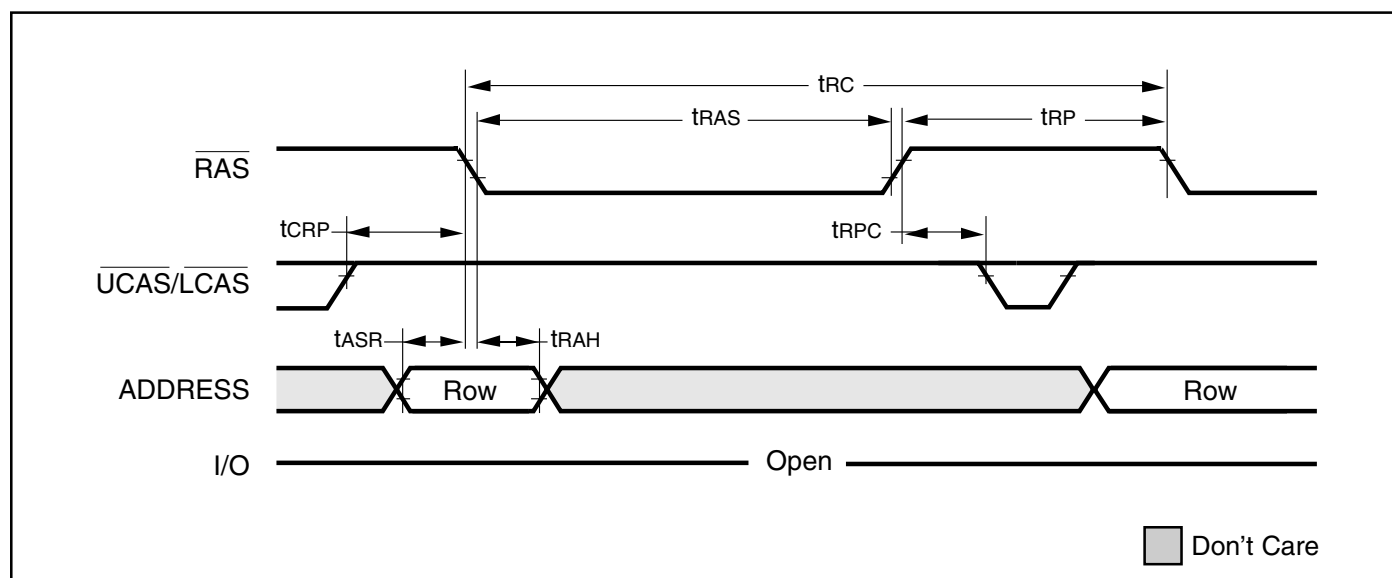 tRC
tRAS
tRP
RAS
tCRP
tRPC
UCAS/LCAS
tASR
tRAH
ADDRESS
Row
Row
I/O
Open
Don't Care